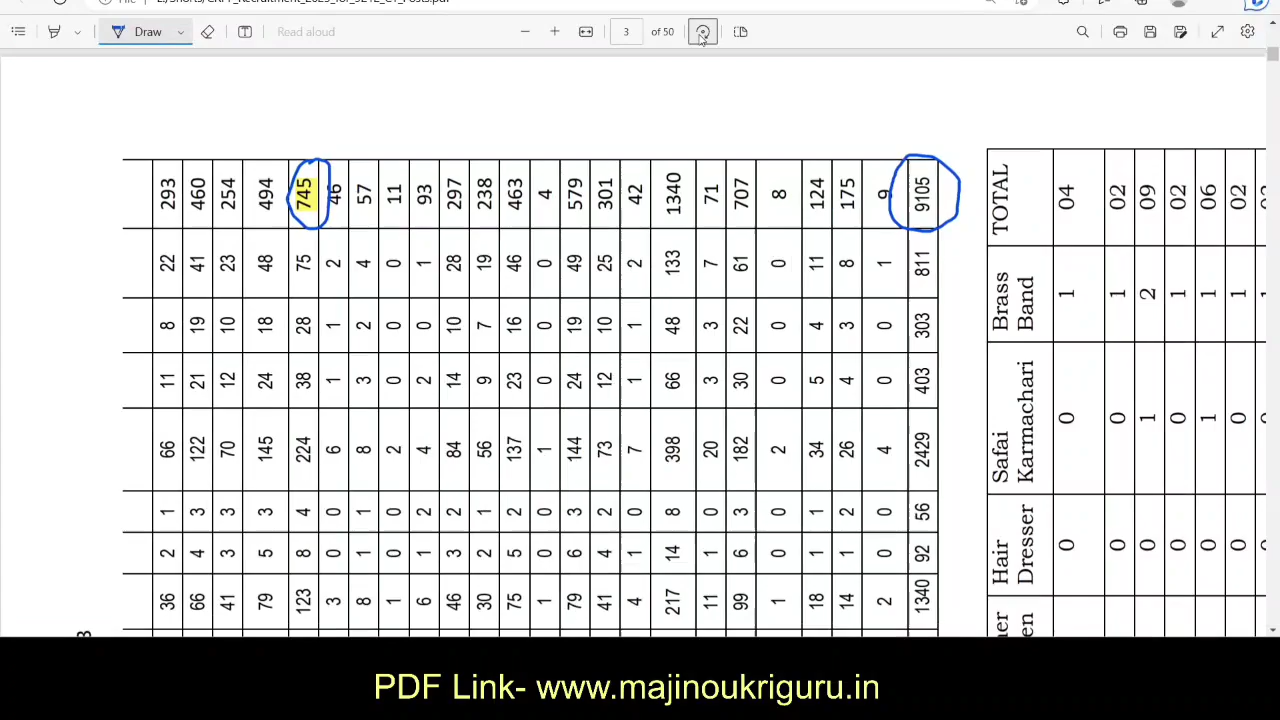 File
Draw
Read aloud
3 of 50
36 2 1 66 11 8 22 293
66 4 3 122 21 19 41 460
41 3 3 70 12 10 23 254
79 5 3 145 24 18 48 494
123 8 4 224 38 28 75 745
3 0 0 6 1 1 2 46
8 1 1 8 3 2 4 57
1 0 0 2 0 0 0 11
6 1 2 4 2 0 1 93
46 3 2 84 14 10 28 297
30 2 1 56 9 7 19 238
75 5 2 137 23 16 46 463
1 0 0 1 0 0 0 4
79 6 3 144 24 19 49 579
41 4 2 73 12 10 25 301
4 1 0 7 1 1 2 42
217 14 8 398 66 48 133 1340
11 1 0 20 3 3 7 71
99 6 3 182 30 22 61 707
1 0 0 2 0 0 0 8
18 1 1 34 5 4 11 124
14 1 2 26 4 3 8 175
2 0 0 4 0 0 1 9
1340 92 56 2429 403 303 811 9105
Hair Dresser Safai Karmachari Brass Band TOTAL
0 0 1 04
0 0 1 02
0 1 2 09
0 0 1 02
0 1 1 06
0 0 1 02
PDF Link- www.majinoukriguru.in